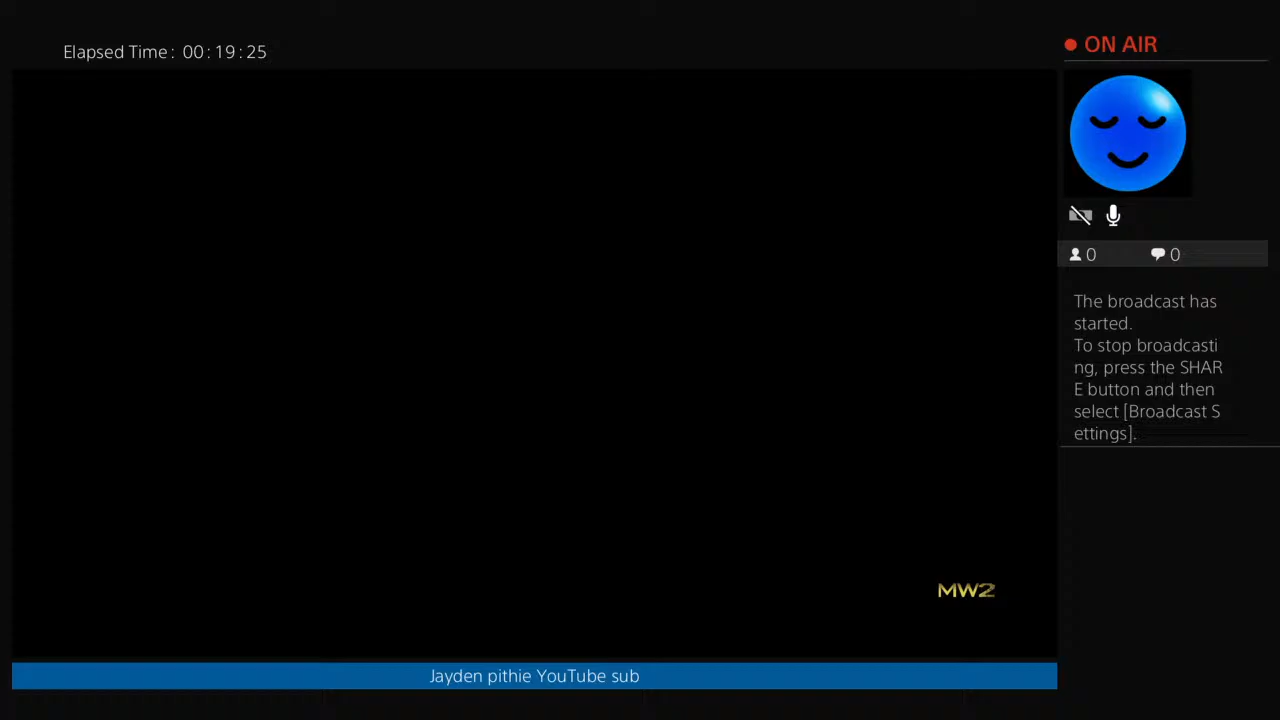 Elapsed Time: 00:19:25
ON AIR
0 0
The broadcast has
started.
To stop broadcasti
ng, press the SHAR
E button and then
select [Broadcast S
ettings].
MW2
Jayden pithie YouTube sub